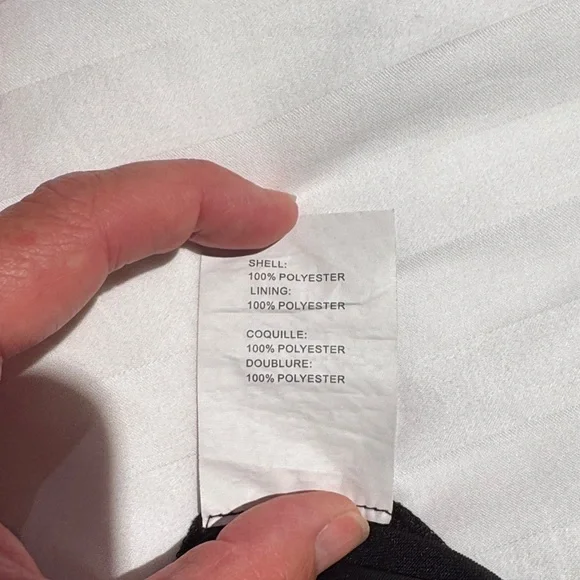 SHELL:
100% POLYESTER
LINING:
100% POLYESTER
COQUILLE:
100% POLYESTER
DOUBLURE:
100% POLYESTER